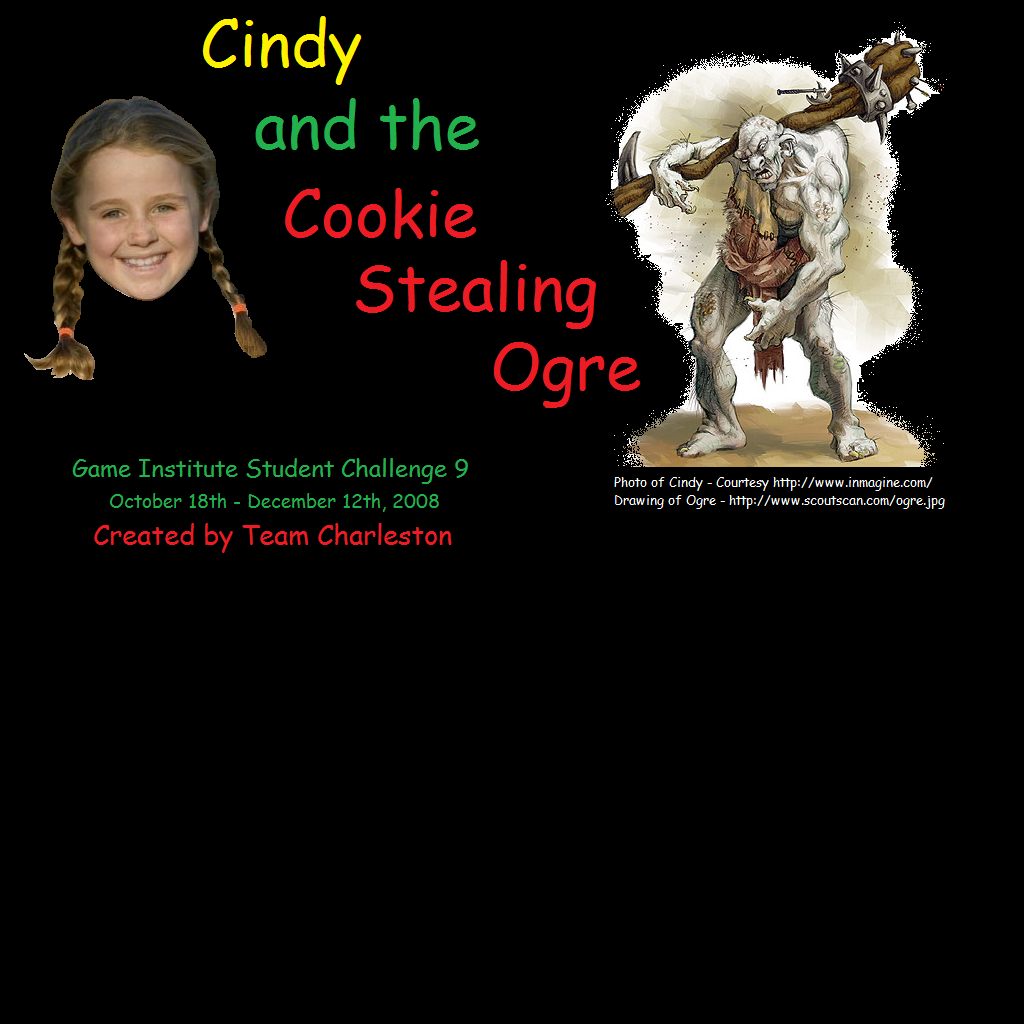 Cindy
and the
Cookie
Stealing
Ogre
Game Institute Student Challenge 9
October 18th - December 12th, 2008
Created by Team Charleston
Photo of Cindy - Courtesy http://www.inmagine.com/
Drawing of Ogre - http://www.scoutscan.com/ogre.jpg